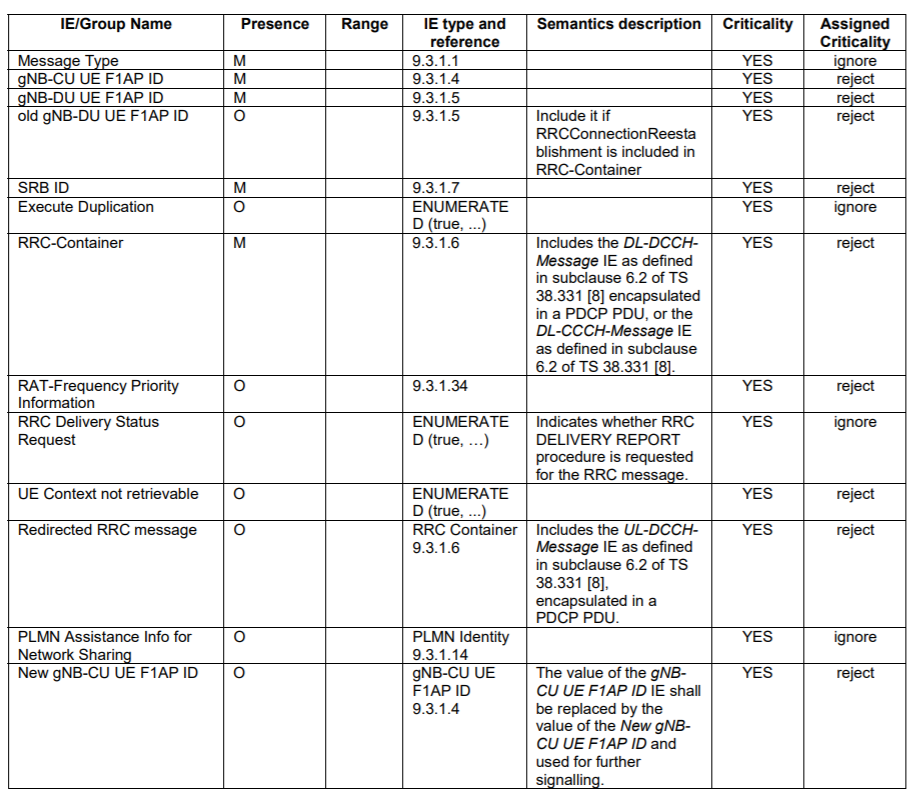 IE/Group Name Presence Range IE type and reference Semantics description Criticality Assigned Criticality
Message Type M 9.3.1.1 YES ignore
gNB-CU UE F1AP ID M 9.3.1.4 YES reject
gNB-DU UE F1AP ID M 9.3.1.5 YES reject
old gNB-DU UE F1AP ID O 9.3.1.5 Include it if YES reject
RRCConnectionReesta
blishment is included in
RRC-Container
SRB ID M 9.3.1.7 YES reject
Execute Duplication O ENUMERATE YES ignore
D (true, ...)
RRC-Container M 9.3.1.6 Includes the DL-DCCH- YES reject
Message IE as defined
in subclause 6.2 of TS
38.331 [8] encapsulated
in a PDCP PDU, or the
DL-CCCH-Message IE
as defined in subclause
6.2 of TS 38.331 [8].
RAT-Frequency Priority O 9.3.1.34 YES reject
Information
RRC Delivery Status O ENUMERATE Indicates whether RRC YES ignore
Request D (true, …) DELIVERY REPORT
procedure is requested
for the RRC message.
UE Context not retrievable O ENUMERATE YES reject
D (true, ...)
Redirected RRC message O RRC Container Includes the UL-DCCH- YES reject
9.3.1.6 Message IE as defined
in subclause 6.2 of TS
38.331 [8],
encapsulated in a
PDCP PDU.
PLMN Assistance Info for O PLMN Identity YES ignore
Network Sharing 9.3.1.14
New gNB-CU UE F1AP ID O gNB-CU UE The value of the gNB- YES reject
F1AP ID CU UE F1AP ID IE shall
9.3.1.4 be replaced by the
value of the New gNB-
CU UE F1AP ID and
used for further
signalling.